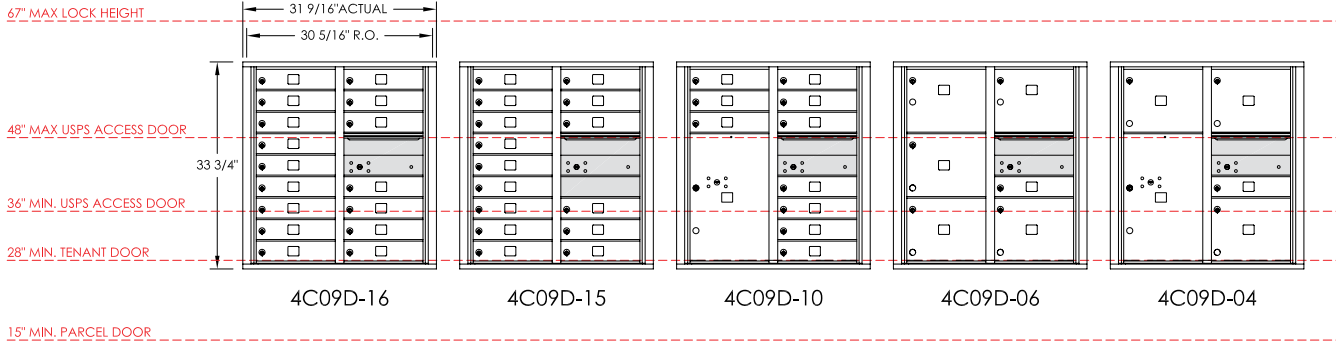 67" MAX LOCK HEIGHT
31 9/16"ACTUAL
30 5/16" R.O.
48" MAX USPS ACCESS DOOR
33 3/4"
36" MIN. USPS ACCESS DOOR
28" MIN. TENANT DOOR
4C09D-16
4C09D-15
4C09D-10
4C09D-06
4C09D-04
15" MIN. PARCEL DOOR